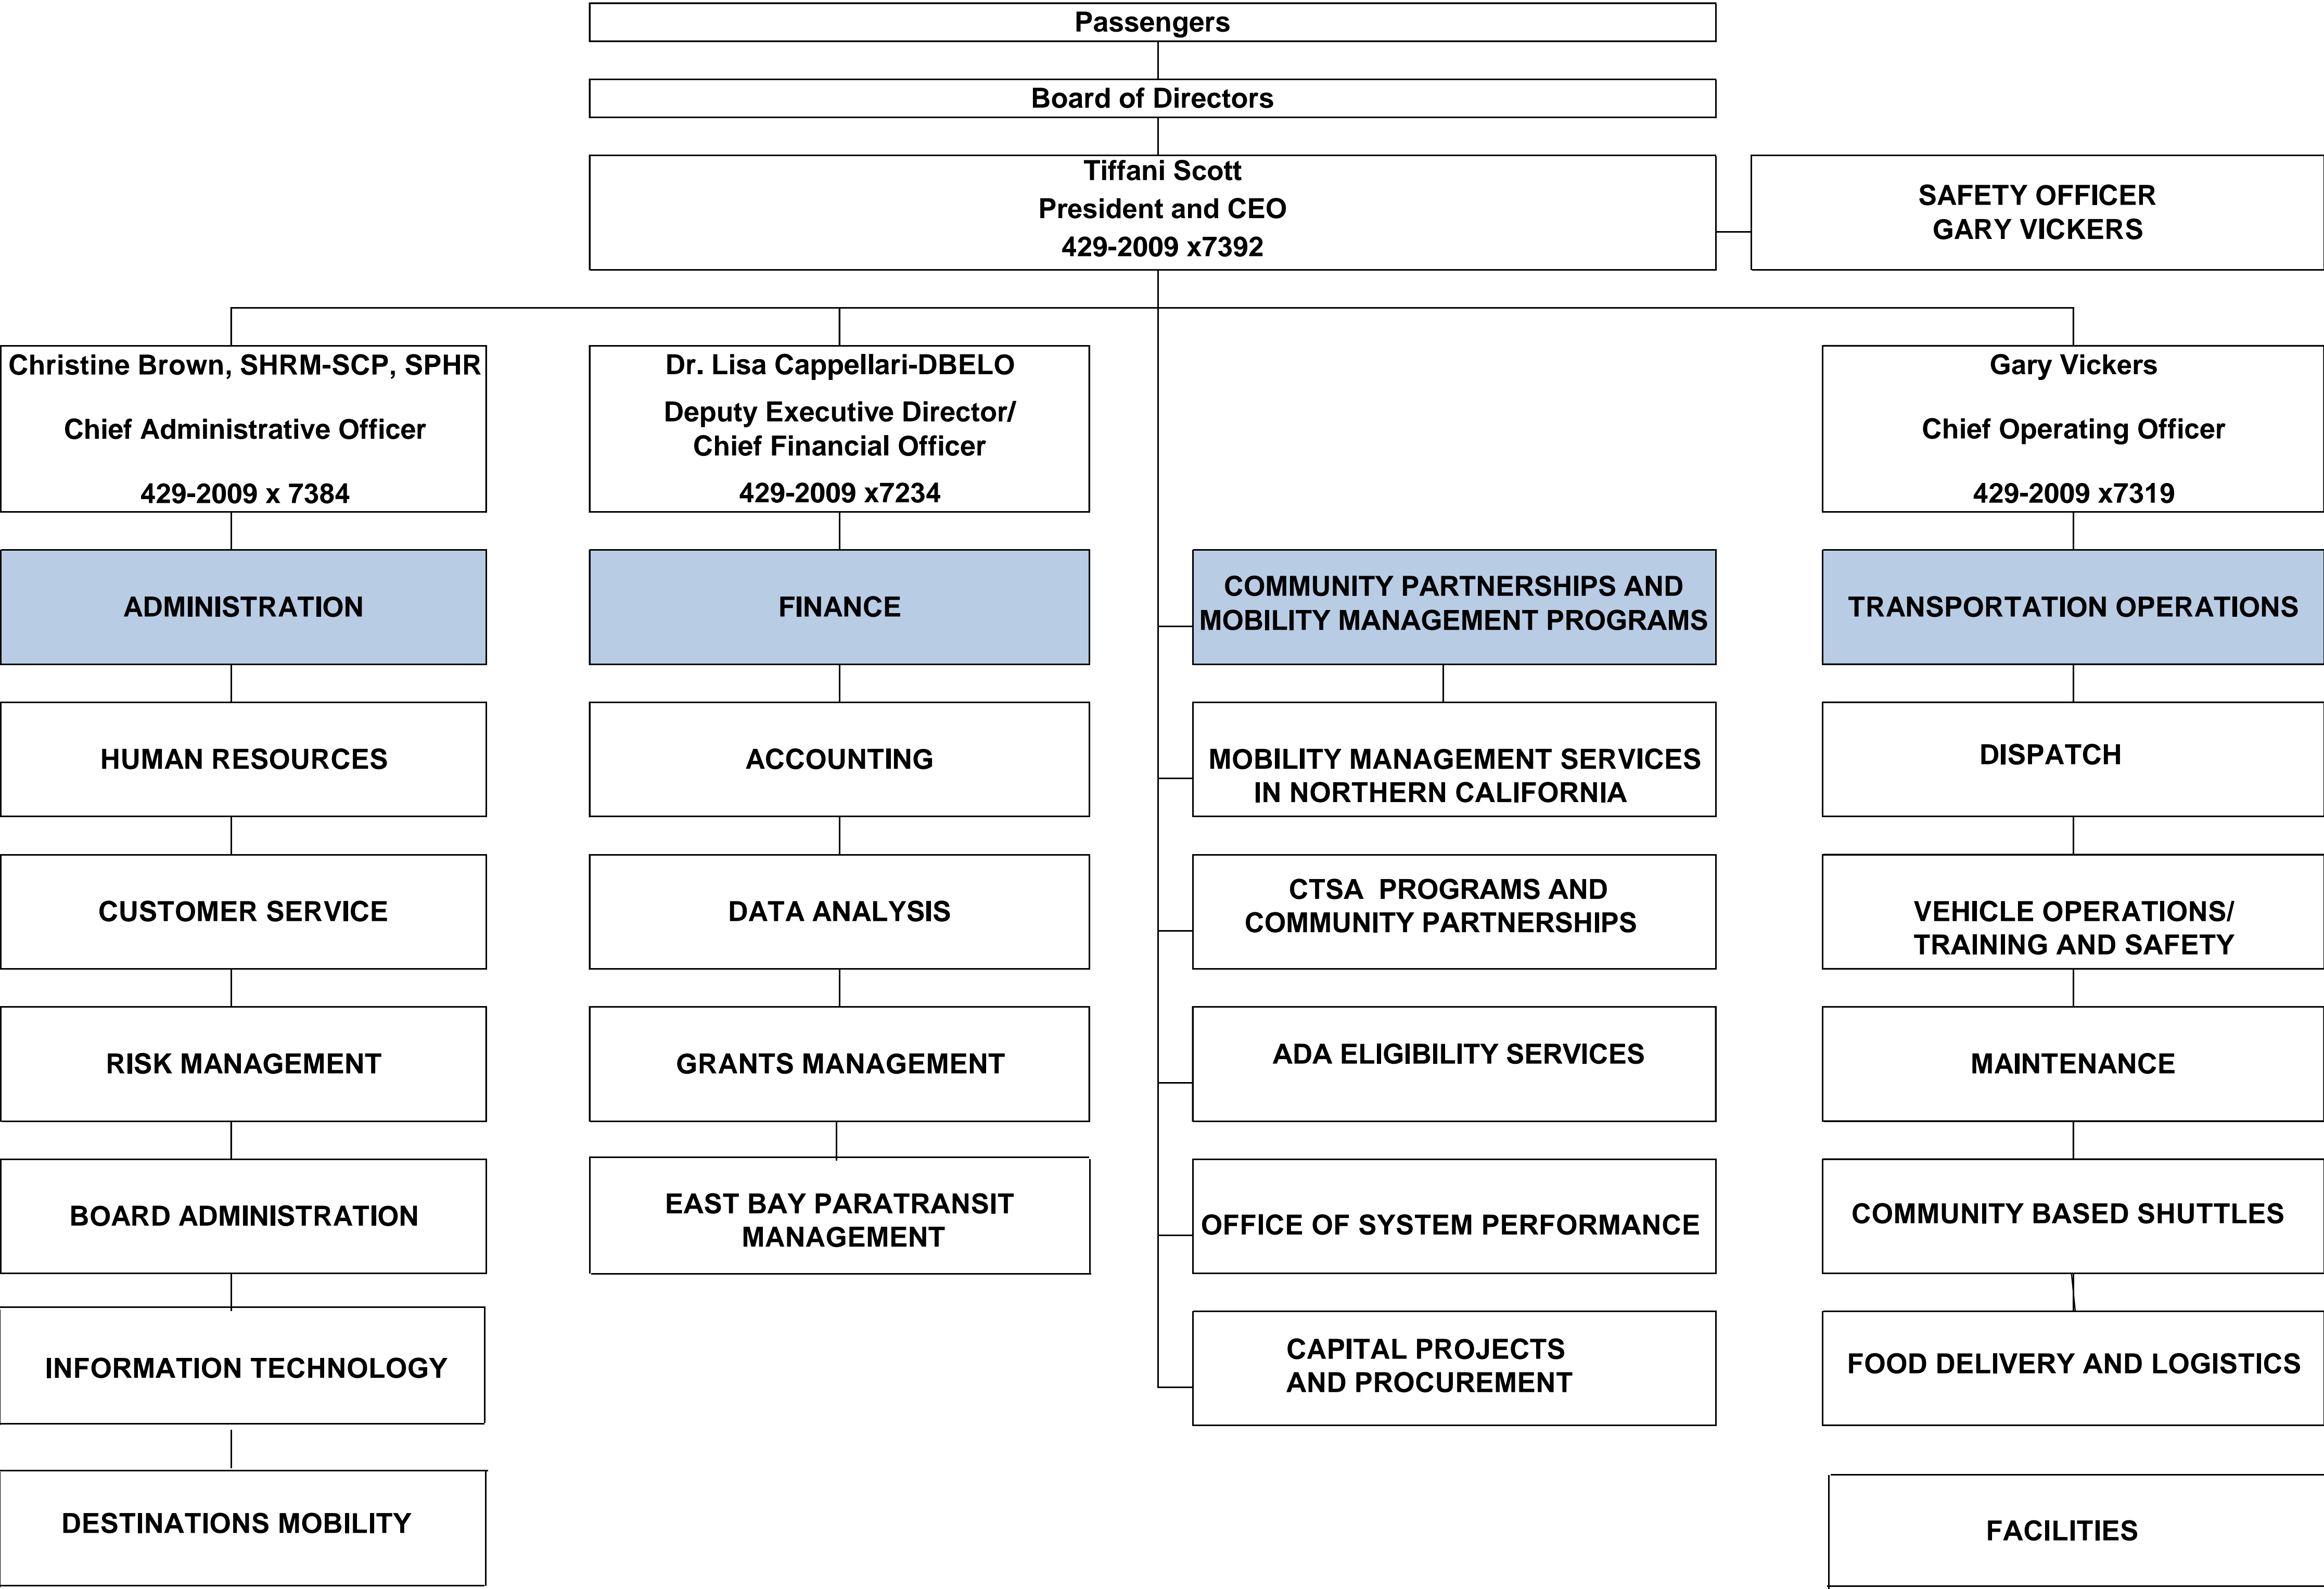 Passengers
Board of Directors
Tiffani Scott
President and CEO
429-2009 x7392
SAFETY OFFICER
GARY VICKERS
Christine Brown, SHRM-SCP, SPHR
Chief Administrative Officer
429-2009 x 7384
Dr. Lisa Cappellari-DBELO
Deputy Executive Director/
Chief Financial Officer
429-2009 x7234
Gary Vickers
Chief Operating Officer
429-2009 x7319
ADMINISTRATION
FINANCE
COMMUNITY PARTNERSHIPS AND
MOBILITY MANAGEMENT PROGRAMS
TRANSPORTATION OPERATIONS
HUMAN RESOURCES
ACCOUNTING
MOBILITY MANAGEMENT SERVICES
IN NORTHERN CALIFORNIA
DISPATCH
CUSTOMER SERVICE
DATA ANALYSIS
CTSA PROGRAMS AND
COMMUNITY PARTNERSHIPS
VEHICLE OPERATIONS/
TRAINING AND SAFETY
RISK MANAGEMENT
GRANTS MANAGEMENT
ADA ELIGIBILITY SERVICES
MAINTENANCE
BOARD ADMINISTRATION
EAST BAY PARATRANSIT
MANAGEMENT
OFFICE OF SYSTEM PERFORMANCE
COMMUNITY BASED SHUTTLES
INFORMATION TECHNOLOGY
CAPITAL PROJECTS
AND PROCUREMENT
FOOD DELIVERY AND LOGISTICS
DESTINATIONS MOBILITY
FACILITIES